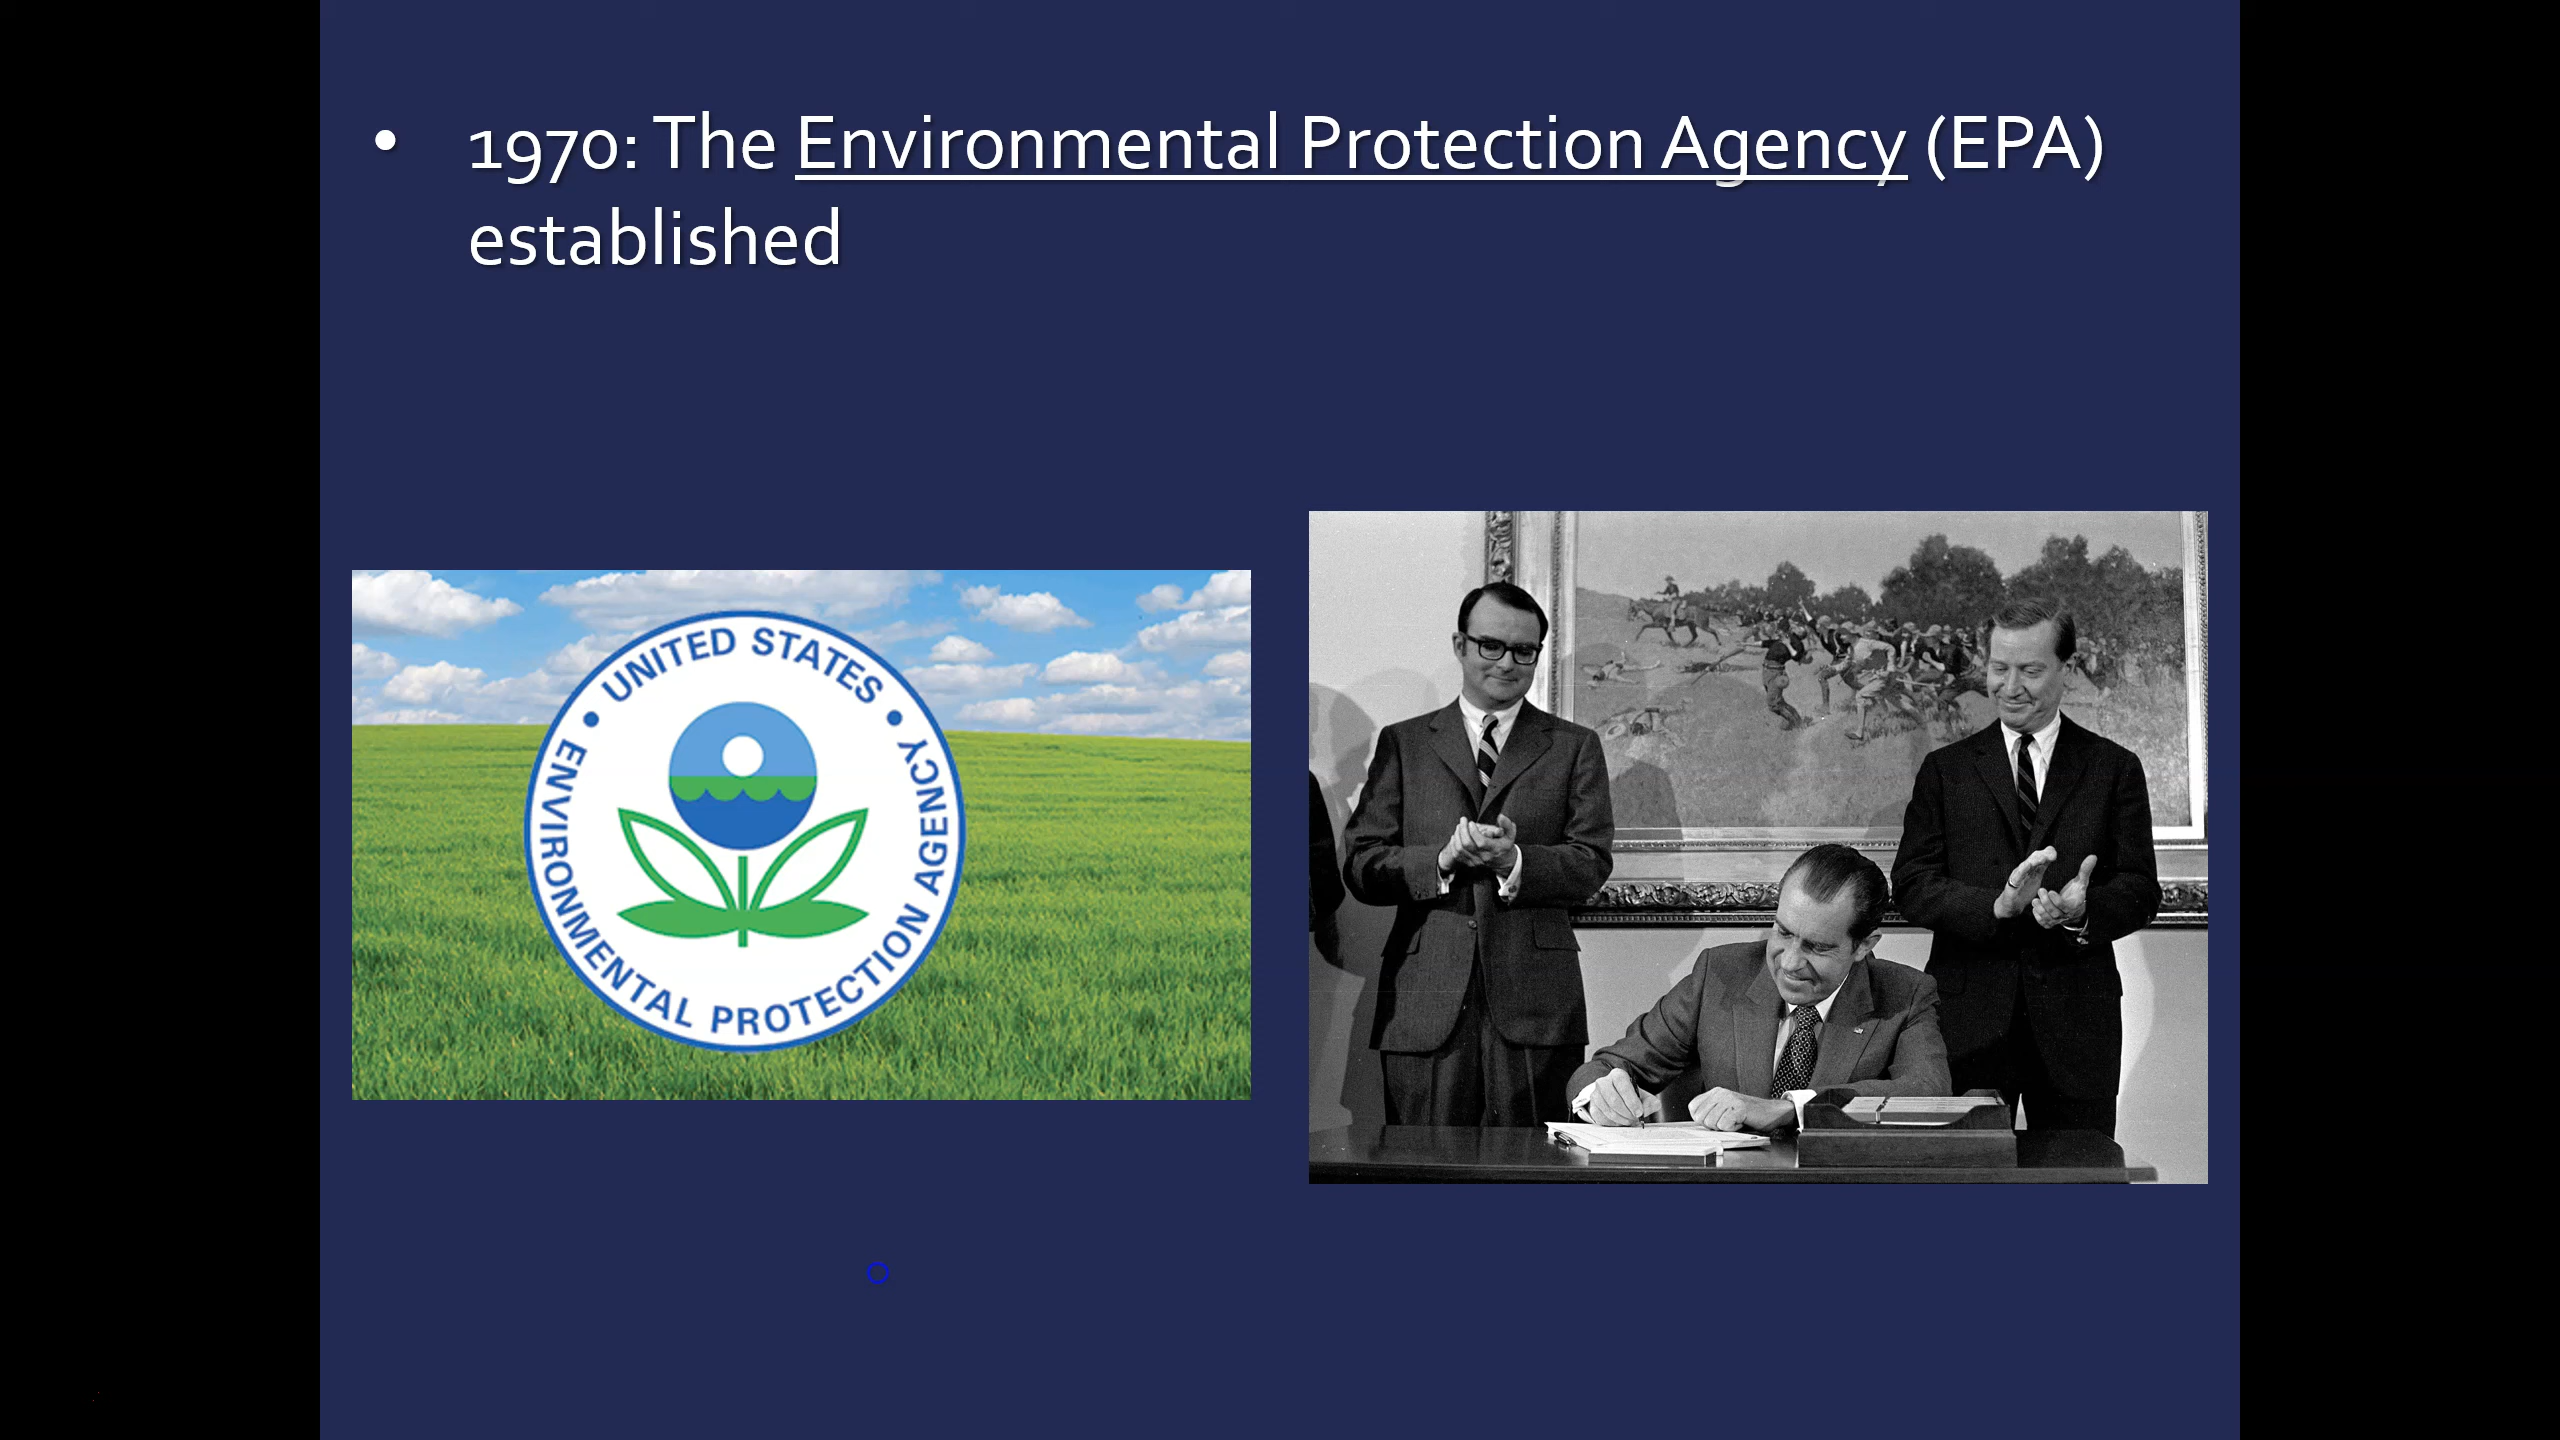 • 1970: The Environmental Protection Agency (EPA)
established
UNITED STATES
• ENVIRONMENTAL PROTECTION AGENCY •